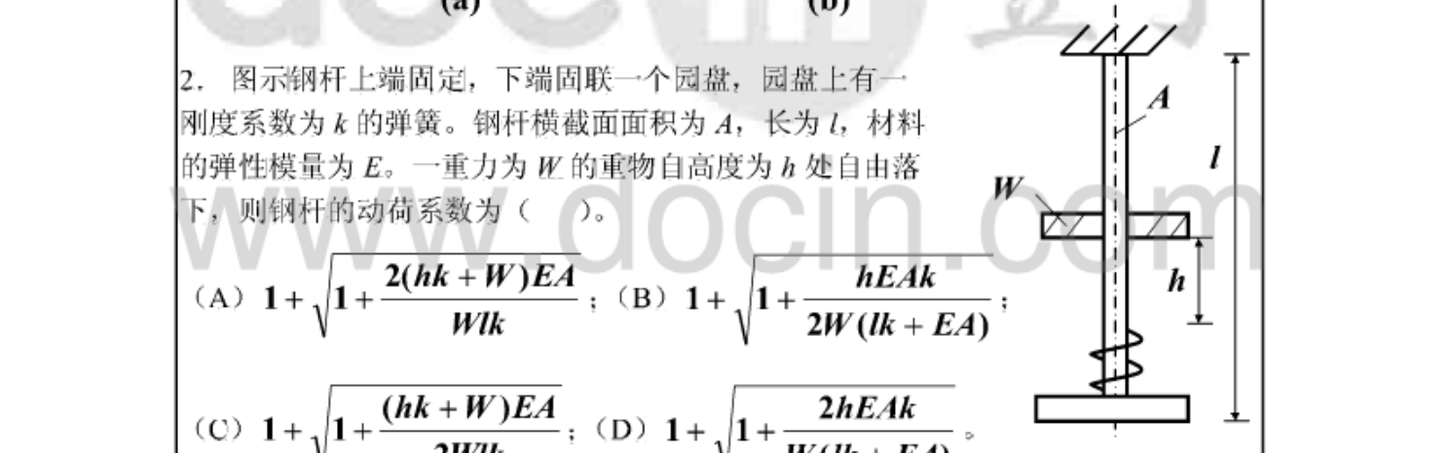 (a) (b)
2. 图示钢杆上端固定，下端固联一个园盘，园盘上有一
刚度系数为 k 的弹簧。钢杆横截面面积为 A，长为 l，材料
的弹性模量为 E。一重力为 W 的重物自高度为 h 处自由落
下，则钢杆的动荷系数为（ ）。
(A) 1+√(1+2(hk+W)EA/Wlk)；(B) 1+√(1+hEAk/2W(lk+EA))；
(C) 1+√(1+(hk+W)EA/2Wlk)；(D) 1+√(1+2hEAk/W(lk+EA))。
A
l
W
h
www.docin.com